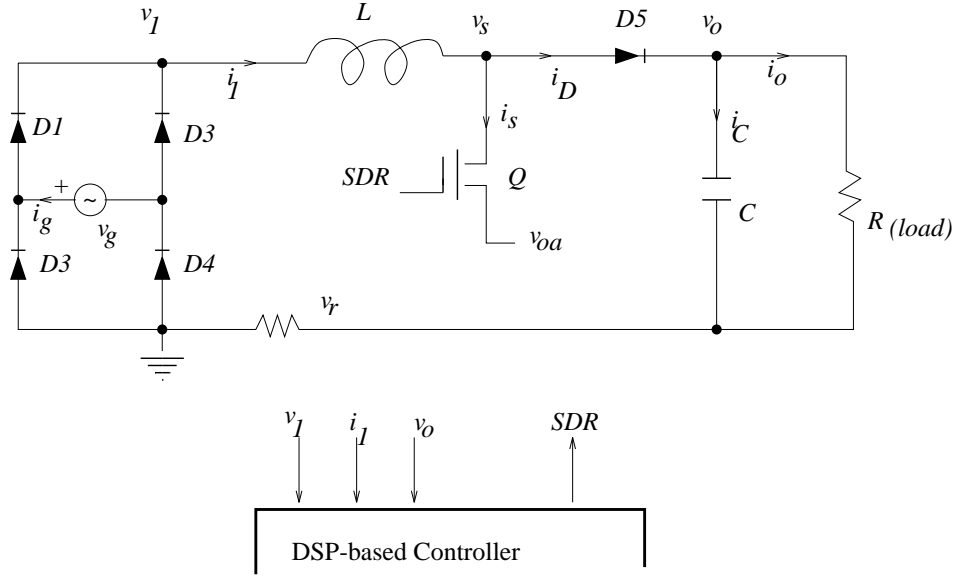 v1
L
vs
D5
vo
i1
iD
io
D1
D3
is
iC
SDR
Q
+
~
ig
vg
C
R (load)
voa
D3
D4
vr
v1
i1
vo
SDR
DSP-based Controller